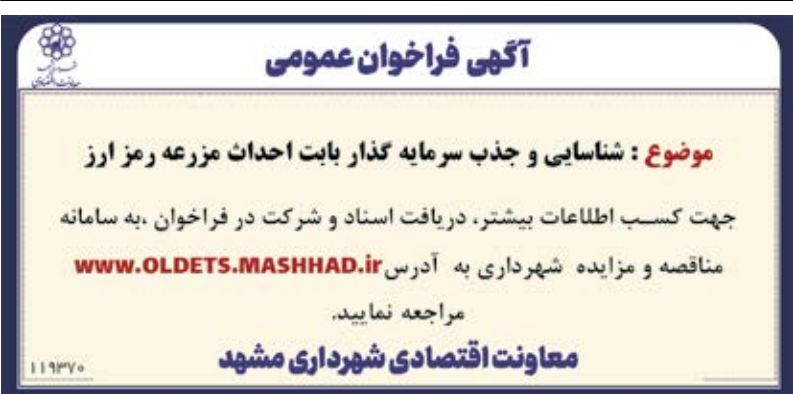 آگهی فراخوان عمومی
موضوع : شناسایی و جذب سرمایه گذار بابت احداث مزرعه رمز ارز
جهت کســب اطلاعات بیشتر، دریافت اسناد و شرکت در فراخوان ،به سامانه
مناقصه و مزایده شهرداری به آدرس www.OLDETS.MASHHAD.ir
مراجعه نمایید.
معاونت اقتصادی شهرداری مشهد
۱۱۹۳۷۰